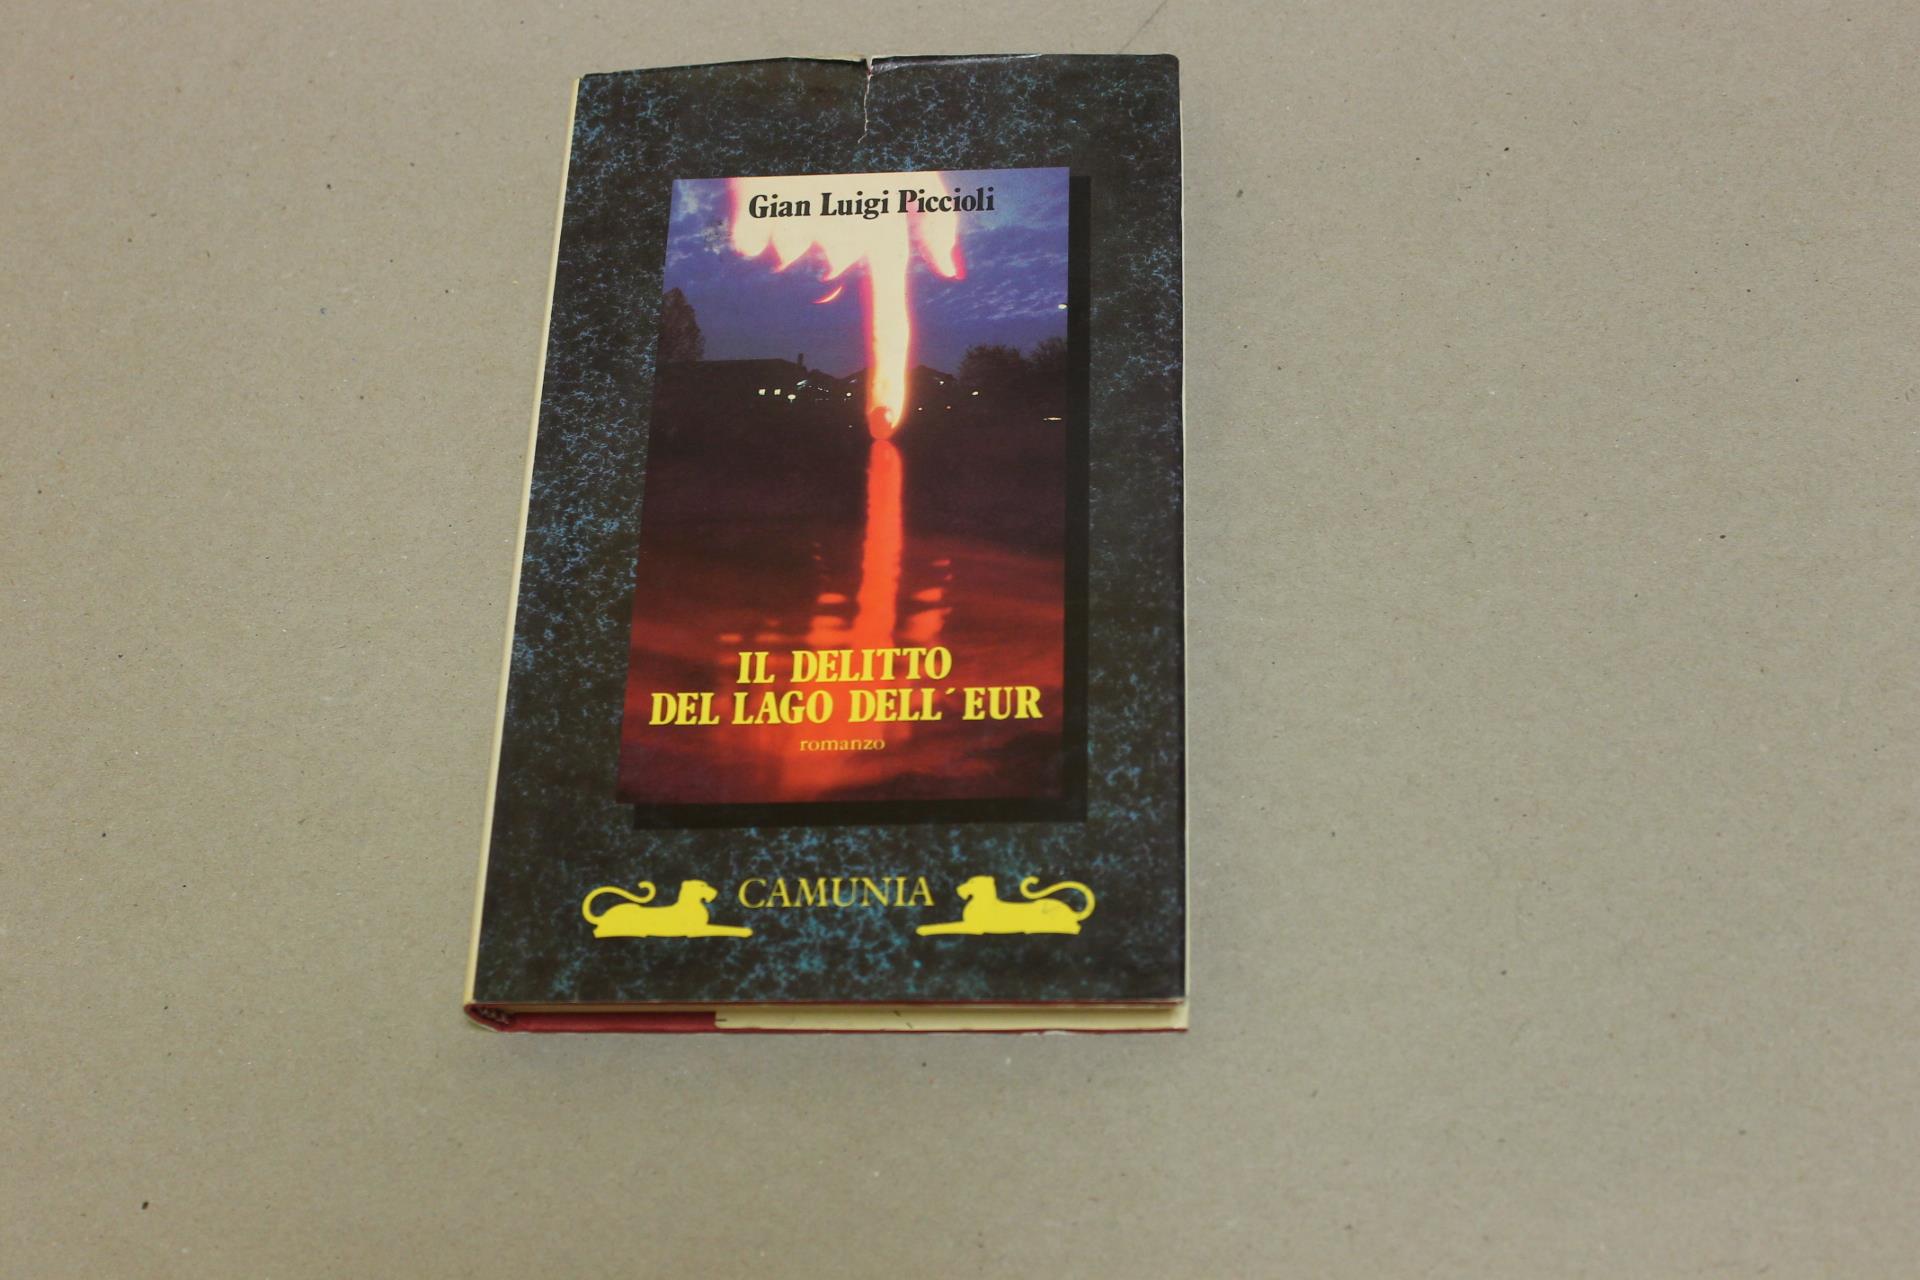 Gian Luigi Piccioli
IL DELITTO
DEL LAGO DELL'EUR
romanzo
CAMUNIA